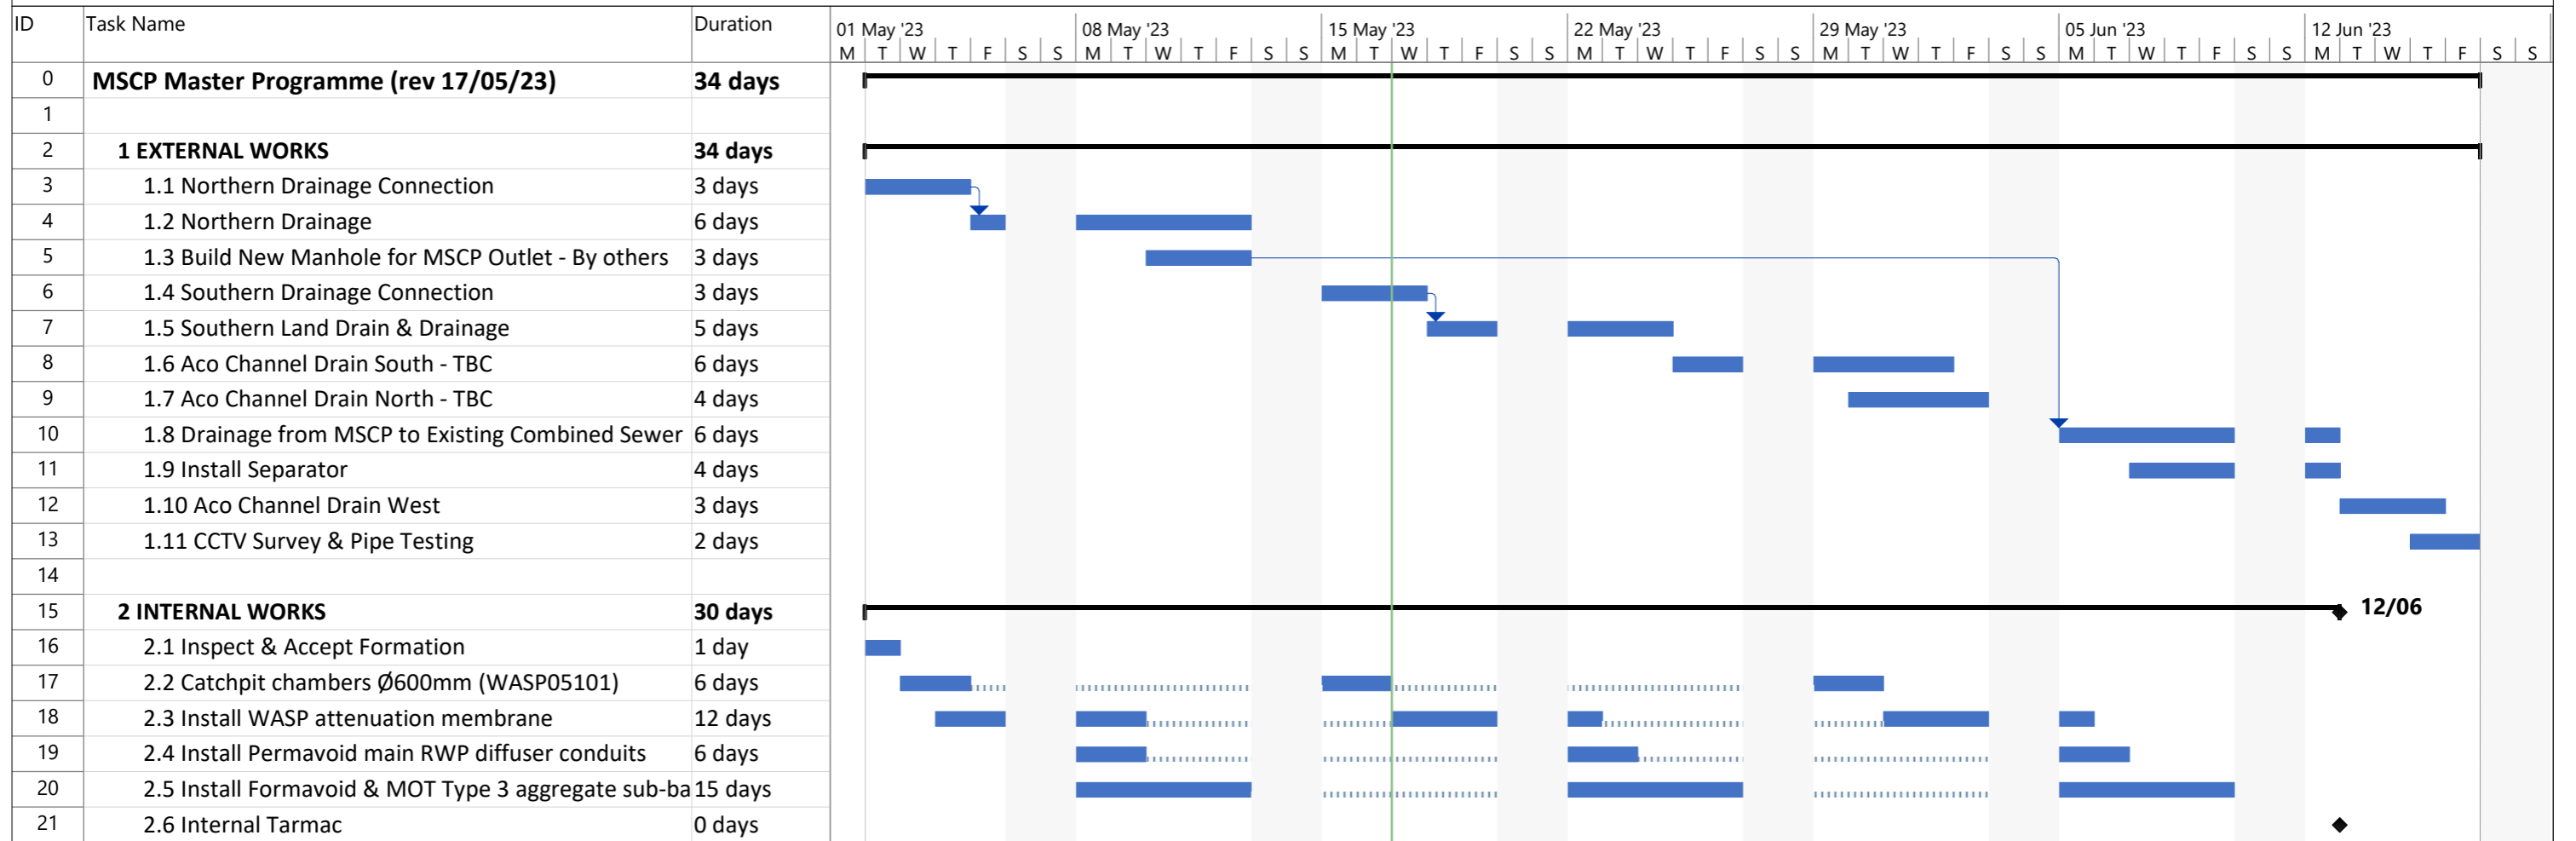 ID Task Name Duration 01 May '23 08 May '23 15 May '23 22 May '23 29 May '23 05 Jun '23 12 Jun '23
M T W T F S S M T W T F S S M T W T F S S M T W T F S S M T W T F S S M T W T F S S M T W T F S S
0 MSCP Master Programme (rev 17/05/23) 34 days
1
2 1 EXTERNAL WORKS 34 days
3 1.1 Northern Drainage Connection 3 days
4 1.2 Northern Drainage 6 days
5 1.3 Build New Manhole for MSCP Outlet - By others 3 days
6 1.4 Southern Drainage Connection 3 days
7 1.5 Southern Land Drain & Drainage 5 days
8 1.6 Aco Channel Drain South - TBC 6 days
9 1.7 Aco Channel Drain North - TBC 4 days
10 1.8 Drainage from MSCP to Existing Combined Sewer 6 days
11 1.9 Install Separator 4 days
12 1.10 Aco Channel Drain West 3 days
13 1.11 CCTV Survey & Pipe Testing 2 days
14
15 2 INTERNAL WORKS 30 days 12/06
16 2.1 Inspect & Accept Formation 1 day
17 2.2 Catchpit chambers Ø600mm (WASP05101) 6 days
18 2.3 Install WASP attenuation membrane 12 days
19 2.4 Install Permavoid main RWP diffuser conduits 6 days
20 2.5 Install Formavoid & MOT Type 3 aggregate sub-ba 15 days
21 2.6 Internal Tarmac 0 days